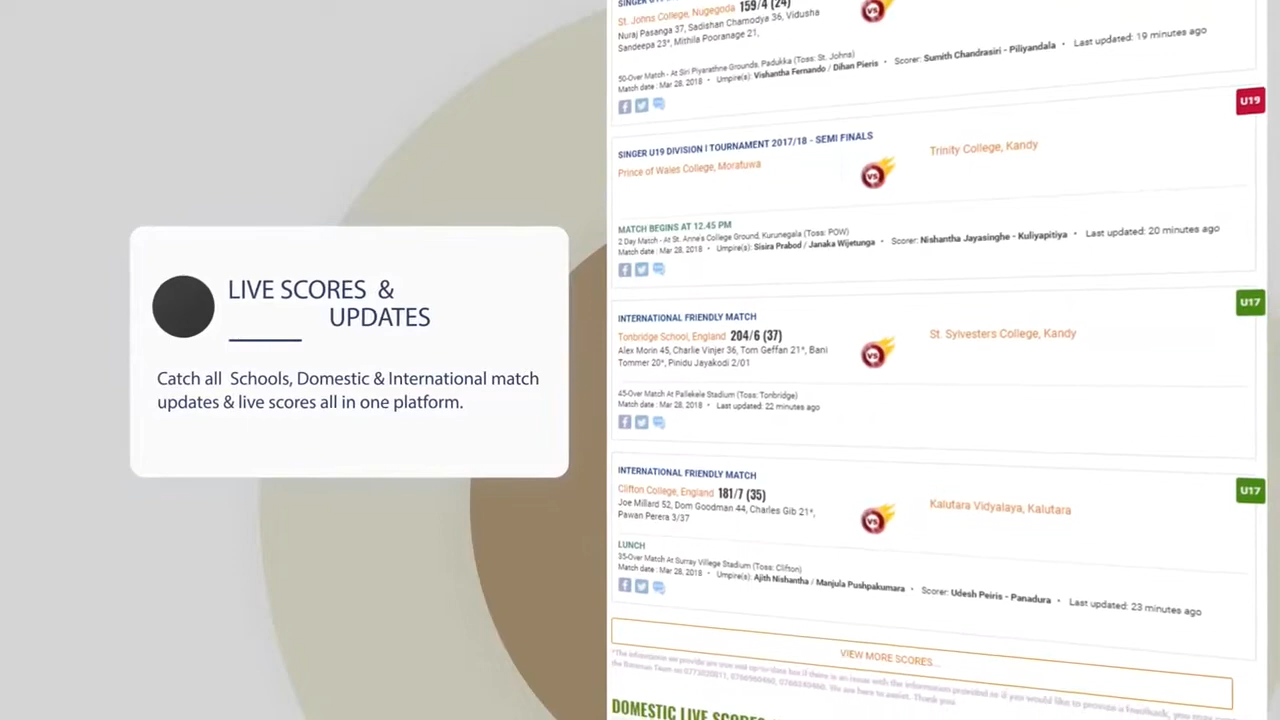 LIVE SCORES &
UPDATES
Catch all Schools, Domestic & International match
updates & live scores all in one platform.
St. Johns College, Nugegoda 159/4 (24)
Nuraj Pasanga 37, Sadishan Chamodya 36, Vidusha
Sandeepa 23*, Mithila Pooranage 21,
50-Over Match - At Siri Piyarathne Grounds, Padukka (Toss: St. Johns)
Match date : Mar 28, 2018 • Umpire(s): Vishantha Fernando / Dihan Pieris • Scorer: Sumith Chandrasiri - Piliyandala • Last updated: 19 minutes ago
U19
SINGER U19 DIVISION I TOURNAMENT 2017/18 - SEMI FINALS
Prince of Wales College, Moratuwa
VS
Trinity College, Kandy
MATCH BEGINS AT 12.45 PM
2 Day Match - At St. Anne's College Ground, Kurunegala (Toss: POW)
Match date : Mar 28, 2018 • Umpire(s): Sisira Prabod / Janaka Wijetunga • Scorer: Nishantha Jayasinghe - Kuliyapitiya • Last updated: 20 minutes ago
U17
INTERNATIONAL FRIENDLY MATCH
Tonbridge School, England 204/6 (37)
VS
St. Sylvesters College, Kandy
Alex Morin 45, Charlie Vinjer 36, Tom Geffan 21*, Bani
Tommer 20*, Pinidu Jayakodi 2/01
45-Over Match At Pallekele Stadium (Toss: Tonbridge)
Match date : Mar 28, 2018 • Last updated: 22 minutes ago
U17
INTERNATIONAL FRIENDLY MATCH
Clifton College, England 181/7 (35)
VS
Kalutara Vidyalaya, Kalutara
Joe Millard 52, Dom Goodman 44, Charles Gib 21*,
Pawan Perera 3/37
LUNCH
35-Over Match At Surray Village Stadium (Toss: Clifton)
Match date : Mar 28, 2018 • Umpire(s): Ajith Nishantha / Manjula Pushpakumara • Scorer: Udesh Peiris - Panadura • Last updated: 23 minutes ago
VIEW MORE SCORES...
DOMESTIC LIVE SCORES